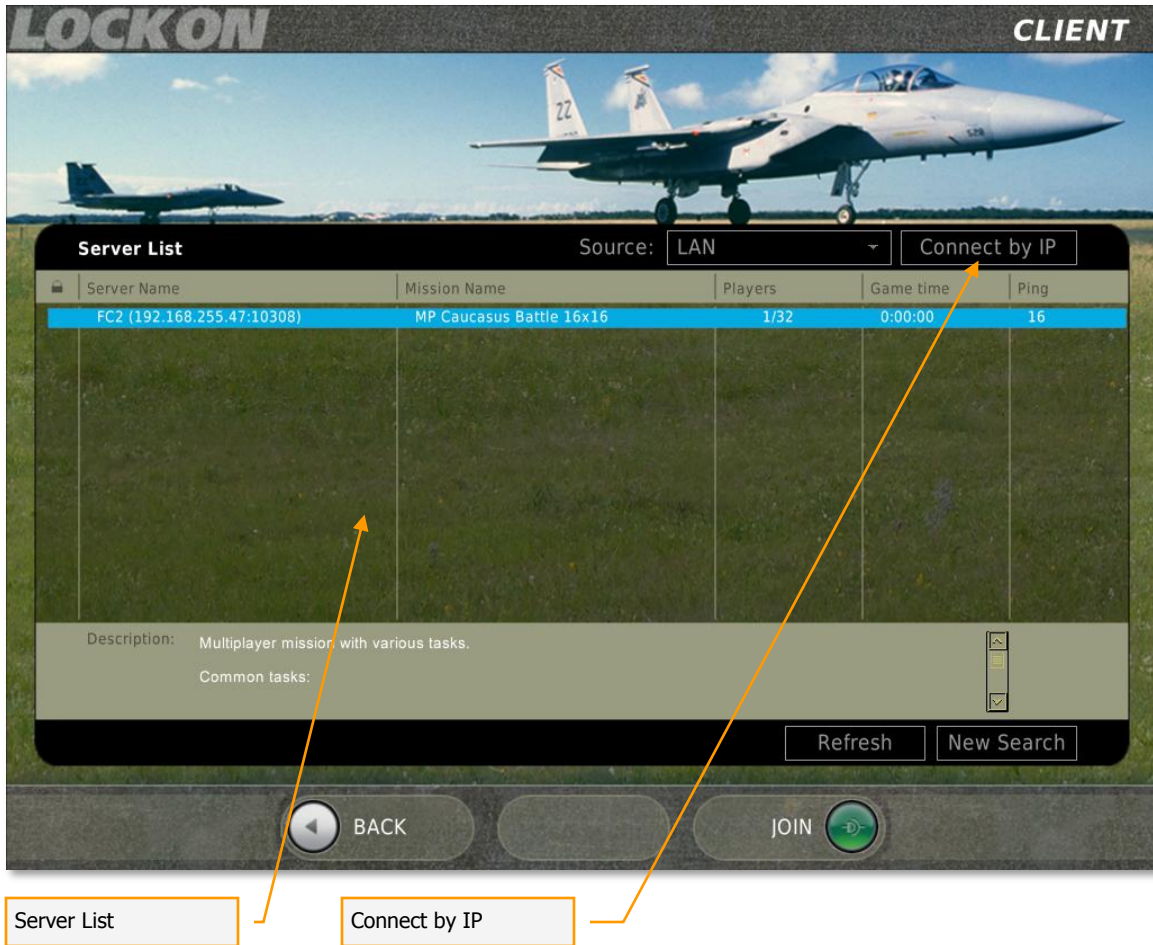 LOCKON
CLIENT
ZZ
Server List
Source: LAN
Connect by IP
Server Name Mission Name Players Game time Ping
FC2 (192.168.255.47:10308) MP Caucasus Battle 16x16 1/32 0:00:00 16
Description: Multiplayer mission with various tasks.
Common tasks:
Refresh New Search
BACK JOIN
Server List Connect by IP